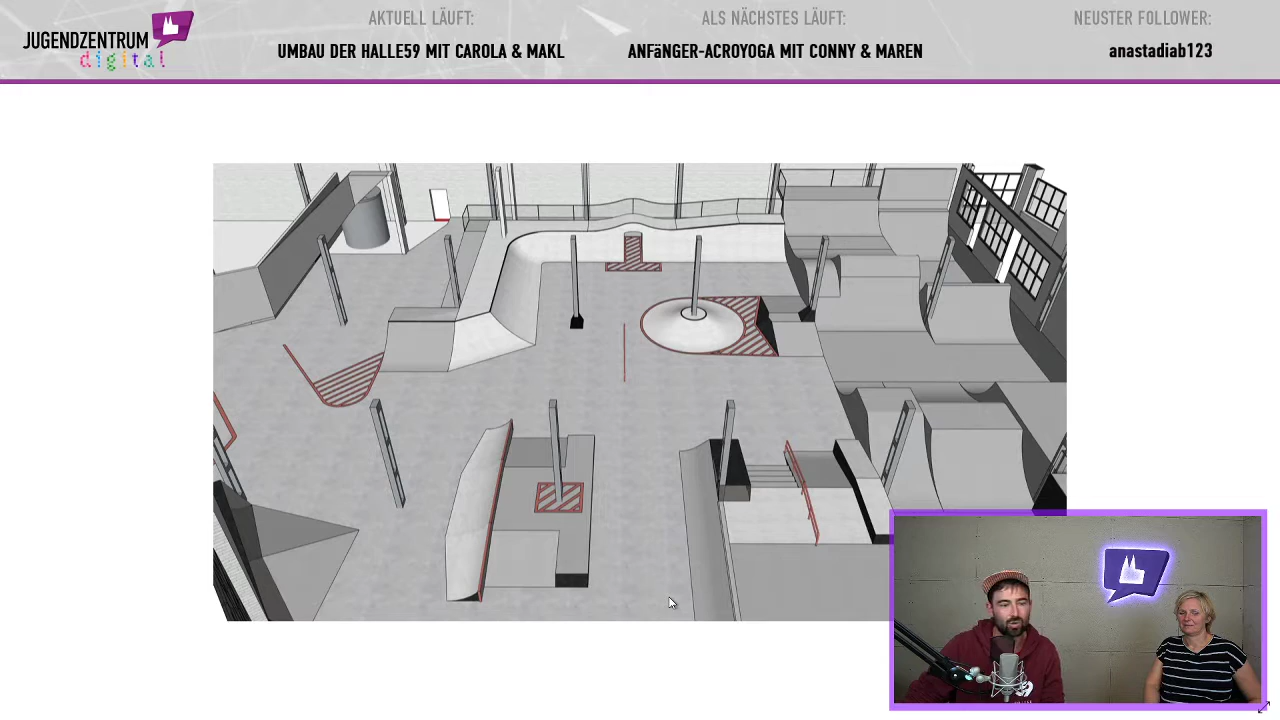 JUGENDZENTRUM
digital
AKTUELL LÄUFT:
UMBAU DER HALLE59 MIT CAROLA & MAKL
ALS NÄCHSTES LÄUFT:
ANFäNGER-ACROYOGA MIT CONNY & MAREN
NEUSTER FOLLOWER:
anastadiab123